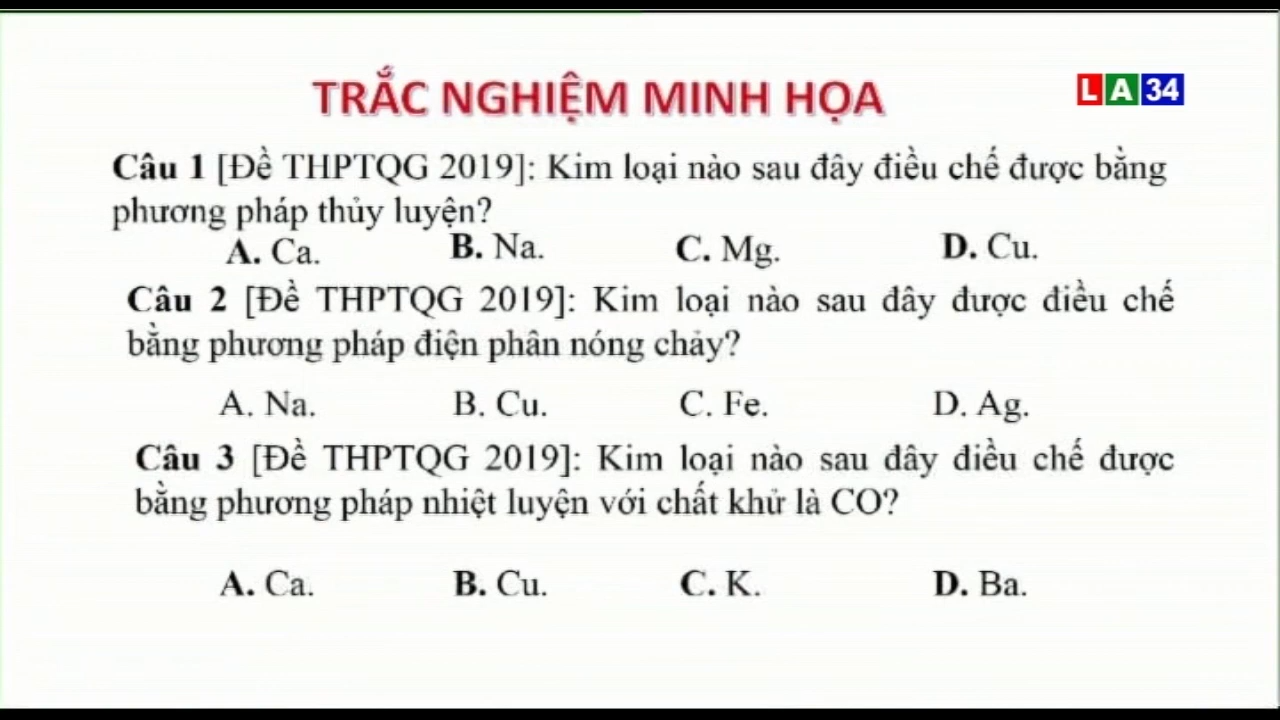 TRẮC NGHIỆM MINH HỌA
LA34
Câu 1 [Đề THPTQG 2019]: Kim loại nào sau đây điều chế được bằng
phương pháp thủy luyện?
A. Ca. B. Na. C. Mg. D. Cu.
Câu 2 [Đề THPTQG 2019]: Kim loại nào sau đây được điều chế
bằng phương pháp điện phân nóng chảy?
A. Na. B. Cu. C. Fe. D. Ag.
Câu 3 [Đề THPTQG 2019]: Kim loại nào sau đây điều chế được
bằng phương pháp nhiệt luyện với chất khử là CO?
A. Ca. B. Cu. C. K. D. Ba.